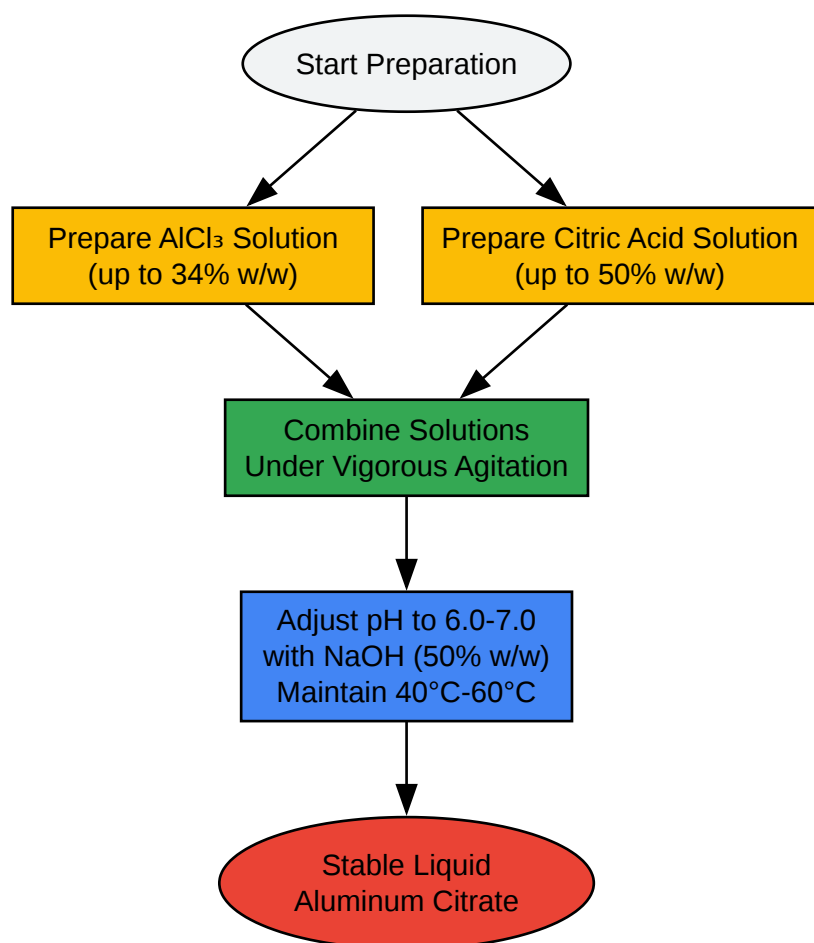 Start Preparation
Prepare AlCl₃ Solution
(up to 34% w/w)
Prepare Citric Acid Solution
(up to 50% w/w)
Combine Solutions
Under Vigorous Agitation
Adjust pH to 6.0-7.0
with NaOH (50% w/w)
Maintain 40°C-60°C
Stable Liquid
Aluminum Citrate